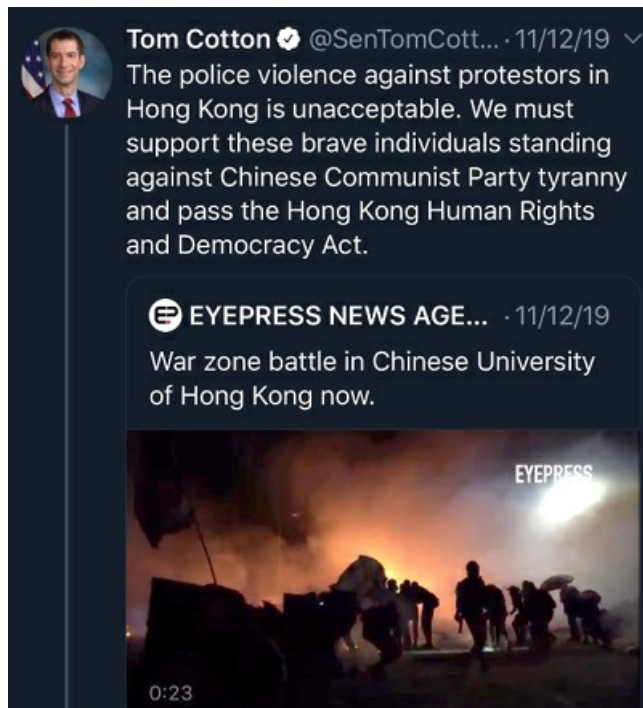 Tom Cotton @SenTomCott... · 11/12/19
The police violence against protestors in
Hong Kong is unacceptable. We must
support these brave individuals standing
against Chinese Communist Party tyranny
and pass the Hong Kong Human Rights
and Democracy Act.
EYEPRESS NEWS AGE... · 11/12/19
War zone battle in Chinese University
of Hong Kong now.
EYEPRESS
0:23